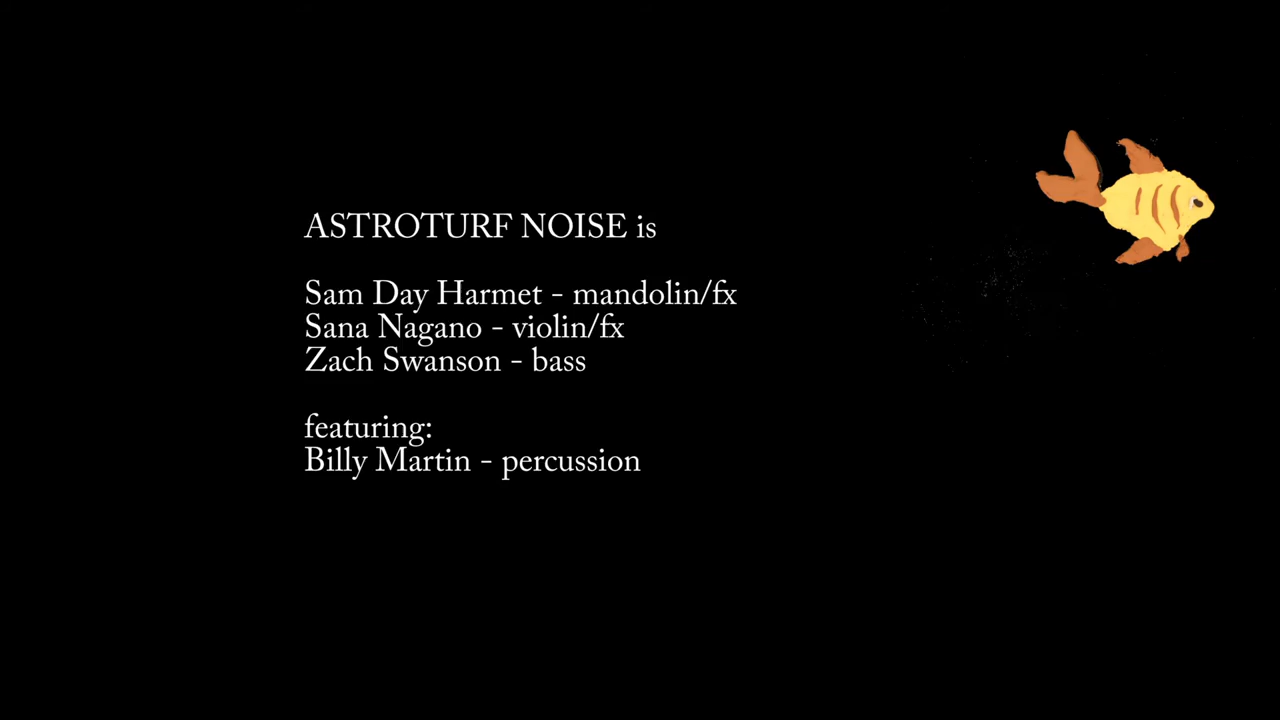 ASTROTURF NOISE is
Sam Day Harmet - mandolin/fx
Sana Nagano - violin/fx
Zach Swanson - bass
featuring:
Billy Martin - percussion